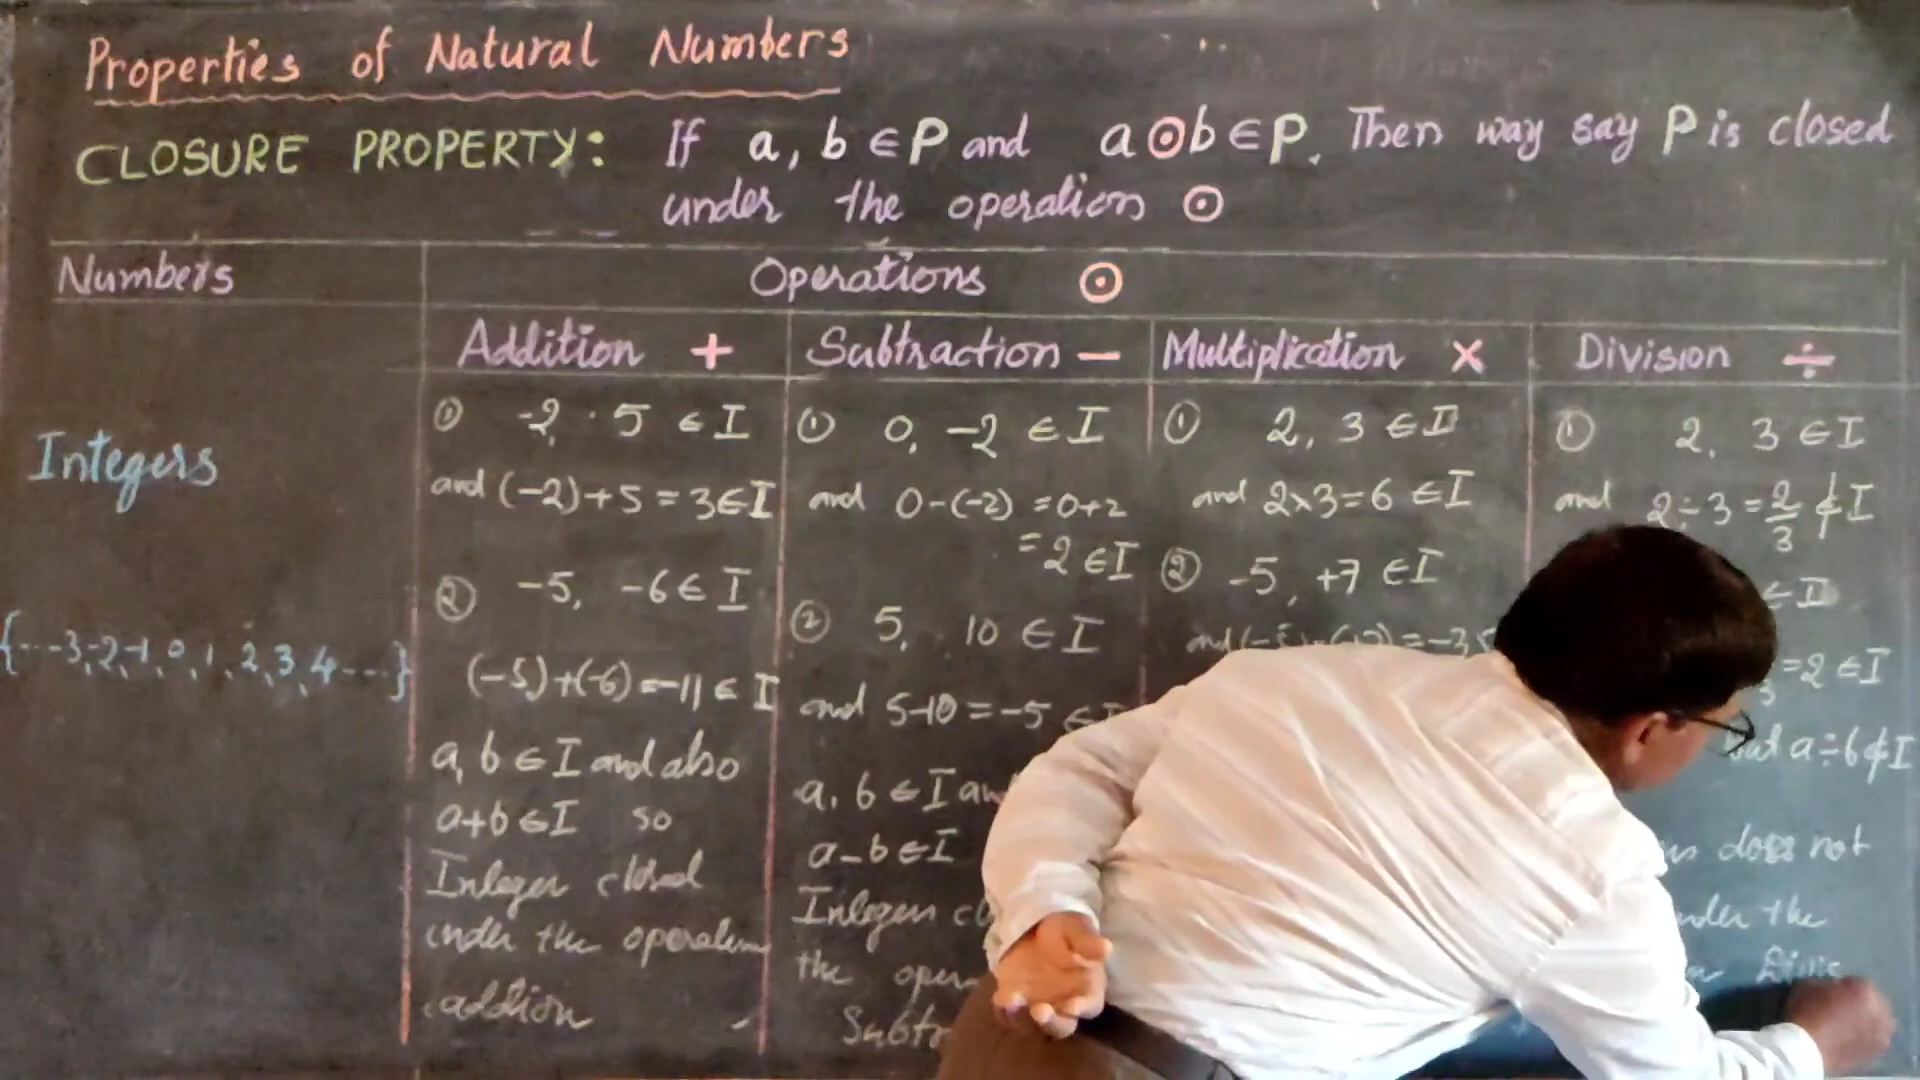 Properties of Natural Numbers
CLOSURE PROPERTY: If a, b ∈ P and a ⊙ b ∈ P. Then way say P is closed
under the operation ⊙
Numbers
Operations ⊙
Addition +
Subtraction −
Multiplication ×
Division ÷
Integers
{---3,-2,-1,0,1,2,3,4---}
① -2, 5 ∈ I
and (-2)+5 = 3 ∈ I
② -5, -6 ∈ I
(-5)+(-6) = -11 ∈ I
a, b ∈ I and also
a+b ∈ I so
Integer closed
under the operation
addion
① 0, -2 ∈ I
and 0-(-2) = 0+2
= 2 ∈ I
② 5, 10 ∈ I
and 5-10 = -5 ∈ I
a, b ∈ I
a-b ∈ I
Integers
the
① 2, 3 ∈ I
and 2×3 = 6 ∈ I
② -5, +7 ∈ I
① 2, 3 ∈ I
and 2÷3 = 2/3 ∉ I
∈ I
= 2 ∈ I
a÷b ∉ I
does not
the